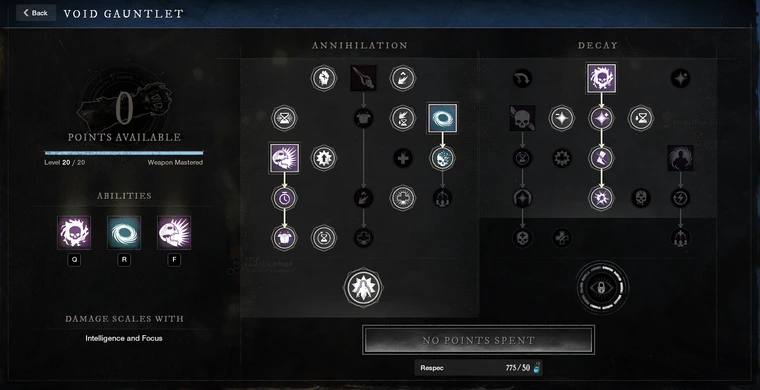 Back
VOID GAUNTLET
ANNIHILATION
DECAY
0
POINTS AVAILABLE
Level 20 / 20
Weapon Mastered
ABILITIES
Q
R
F
DAMAGE SCALES WITH
Intelligence and Focus
NO POINTS SPENT
Respec
775/50